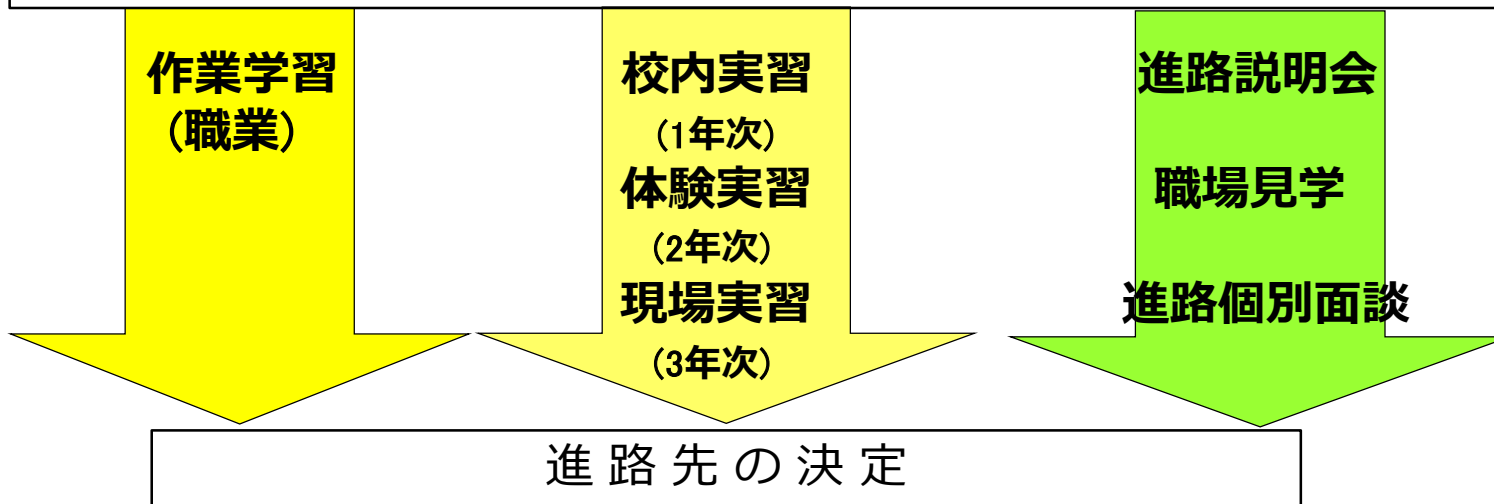 作業学習
(職業)
校内実習
(1年次)
体験実習
(2年次)
現場実習
(3年次)
進路説明会
職場見学
進路個別面談
進路先の決定